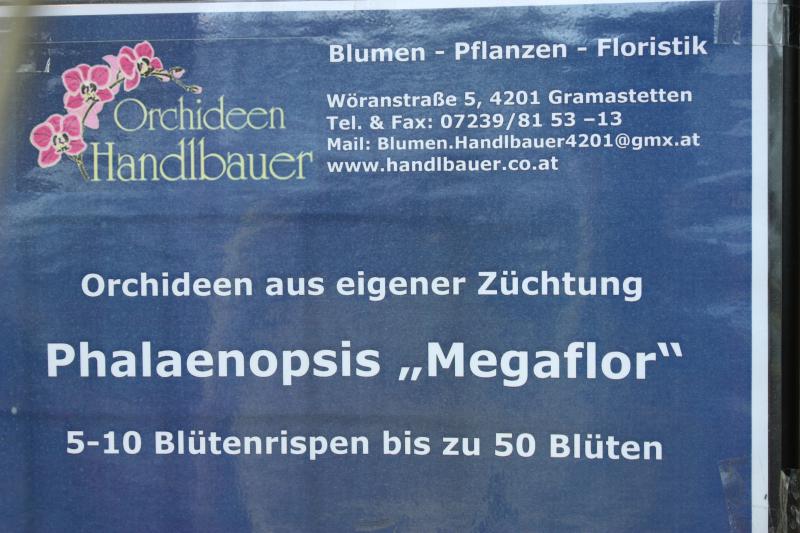 Orchideen
Handlbauer
Blumen - Pflanzen - Floristik
Wöranstraße 5, 4201 Gramastetten
Tel. & Fax: 07239/81 53 –13
Mail: Blumen.Handlbauer4201@gmx.at
www.handlbauer.co.at
Orchideen aus eigener Züchtung
Phalaenopsis „Megaflor“
5-10 Blütenrispen bis zu 50 Blüten